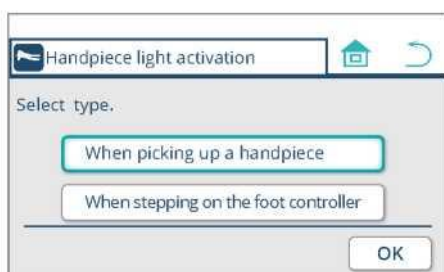 Handpiece light activation
Select type.
When picking up a handpiece
When stepping on the foot controller
OK